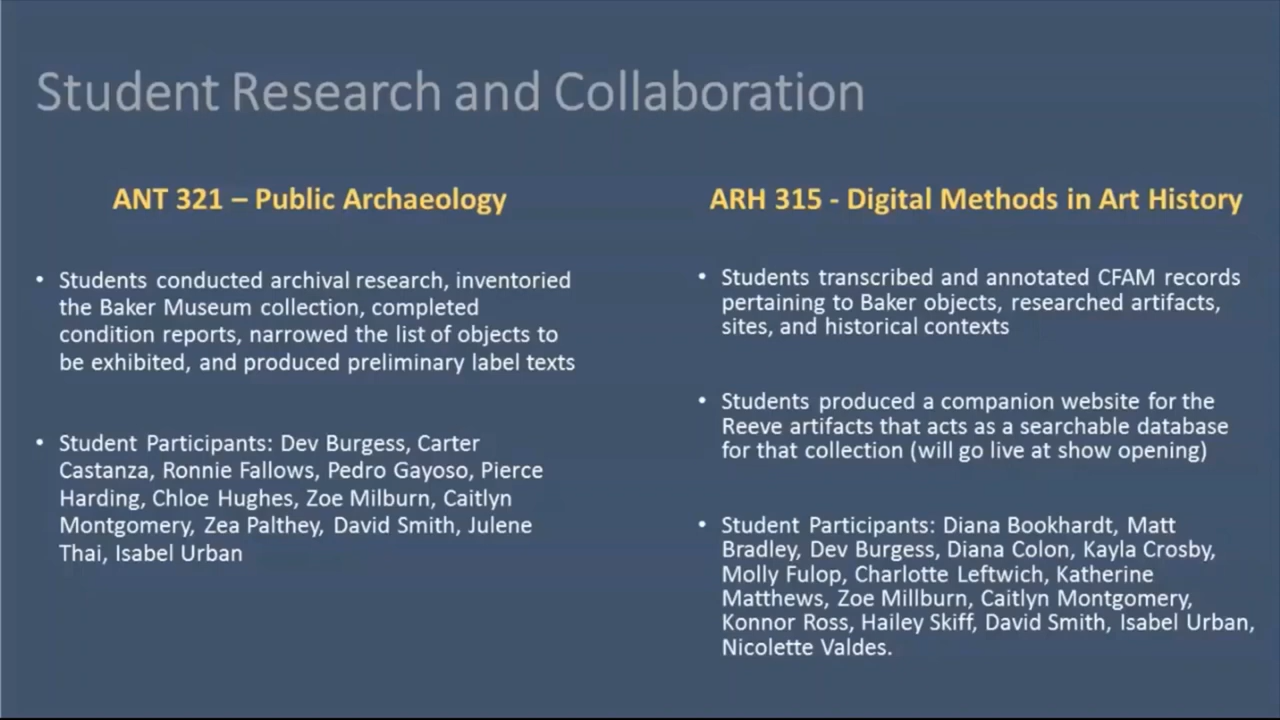 Student Research and Collaboration
ANT 321 – Public Archaeology
• Students conducted archival research, inventoried
the Baker Museum collection, completed
condition reports, narrowed the list of objects to
be exhibited, and produced preliminary label texts
• Student Participants: Dev Burgess, Carter
Castanza, Ronnie Fallows, Pedro Gayoso, Pierce
Harding, Chloe Hughes, Zoe Milburn, Caitlyn
Montgomery, Zea Palthey, David Smith, Julene
Thai, Isabel Urban
ARH 315 - Digital Methods in Art History
• Students transcribed and annotated CFAM records
pertaining to Baker objects, researched artifacts,
sites, and historical contexts
• Students produced a companion website for the
Reeve artifacts that acts as a searchable database
for that collection (will go live at show opening)
• Student Participants: Diana Bookhardt, Matt
Bradley, Dev Burgess, Diana Colon, Kayla Crosby,
Molly Fulop, Charlotte Leftwich, Katherine
Matthews, Zoe Millburn, Caitlyn Montgomery,
Konnor Ross, Hailey Skiff, David Smith, Isabel Urban,
Nicolette Valdes.